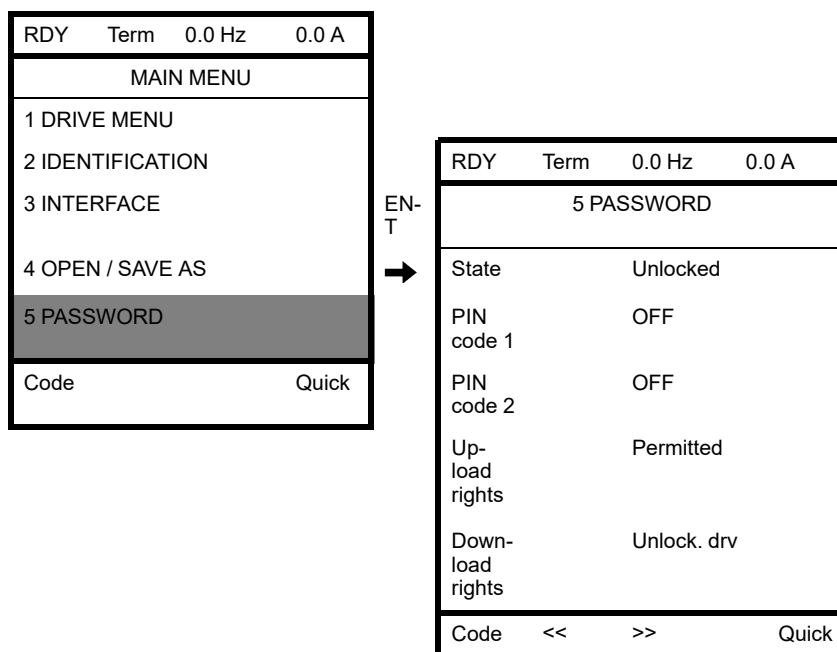 RDY Term 0.0 Hz 0.0 A
MAIN MENU
1 DRIVE MENU
2 IDENTIFICATION
3 INTERFACE
4 OPEN / SAVE AS
5 PASSWORD
Code Quick
EN-
T
RDY Term 0.0 Hz 0.0 A
5 PASSWORD
State Unlocked
PIN OFF
code 1
PIN OFF
code 2
Up- Permitted
load
rights
Down- Unlock. drv
load
rights
Code << >> Quick